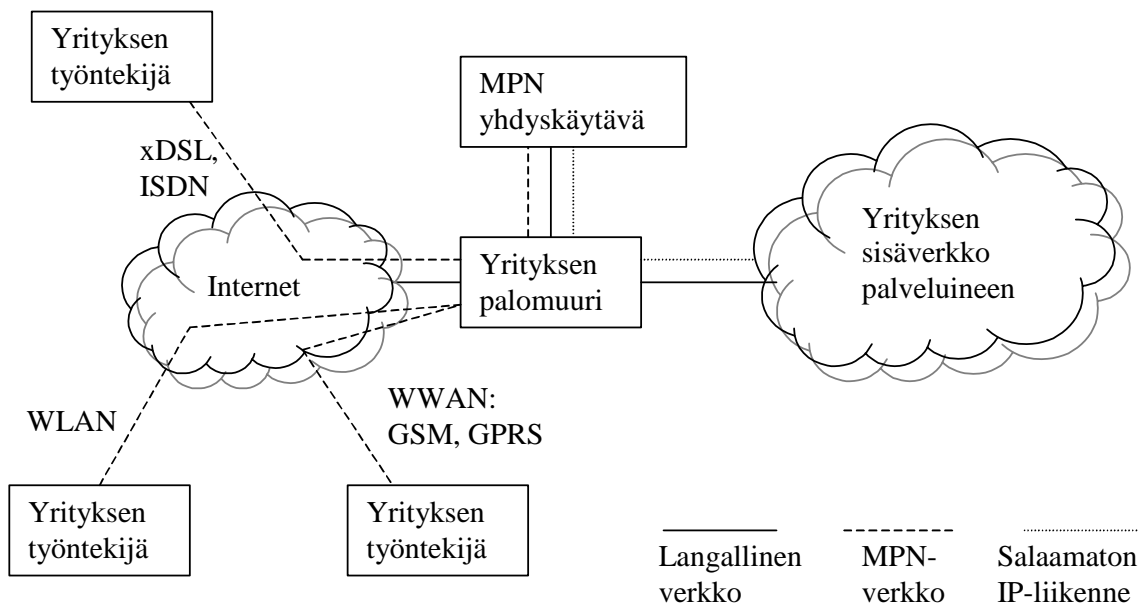 Yrityksen
työntekijä
MPN
yhdyskäytävä
xDSL,
ISDN
Internet
Yrityksen
palomuuri
Yrityksen
sisäverkko
palveluineen
WLAN
WWAN:
GSM, GPRS
Yrityksen
työntekijä
Yrityksen
työntekijä
Langallinen
verkko
MPN-
verkko
Salaamaton
IP-liikenne